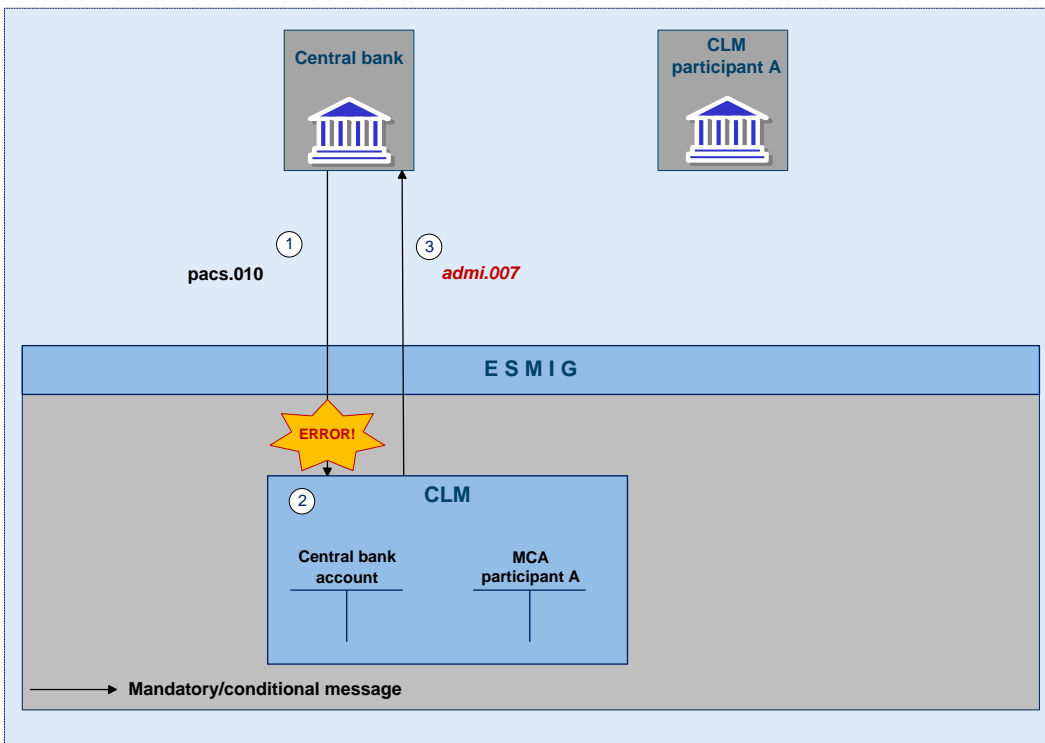 Central bank
CLM
participant A
1
3
pacs.010
admi.007
E S M I G
ERROR!
2
CLM
Central bank
account
MCA
participant A
Mandatory/conditional message